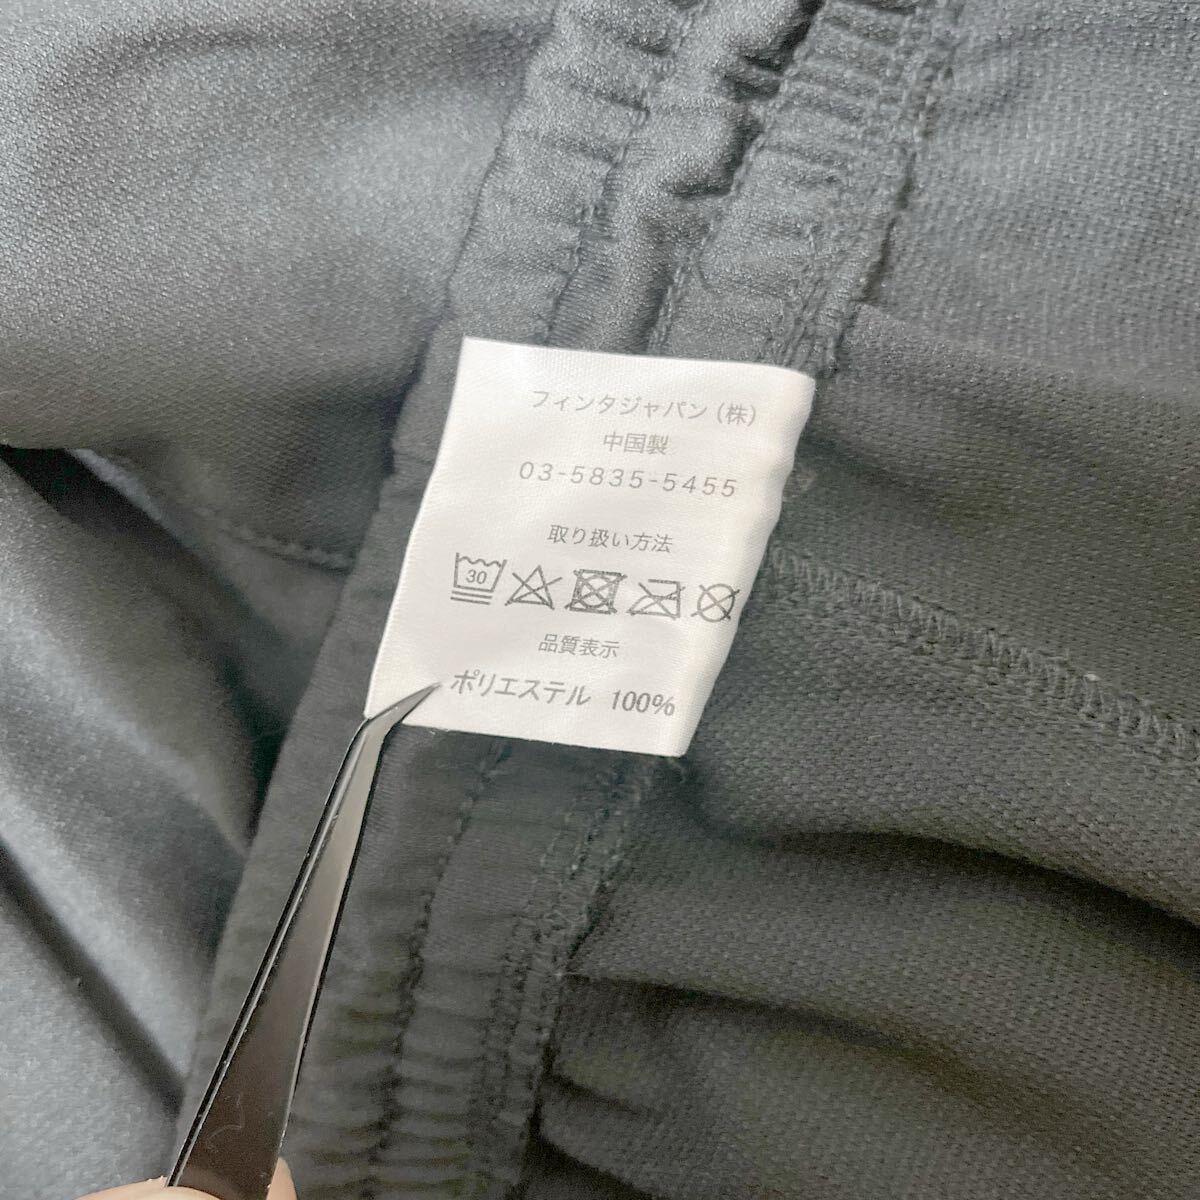 フィンタジャパン（株）
中国製
03-5835-5455
取り扱い方法
30
品質表示
ポリエステル 100%